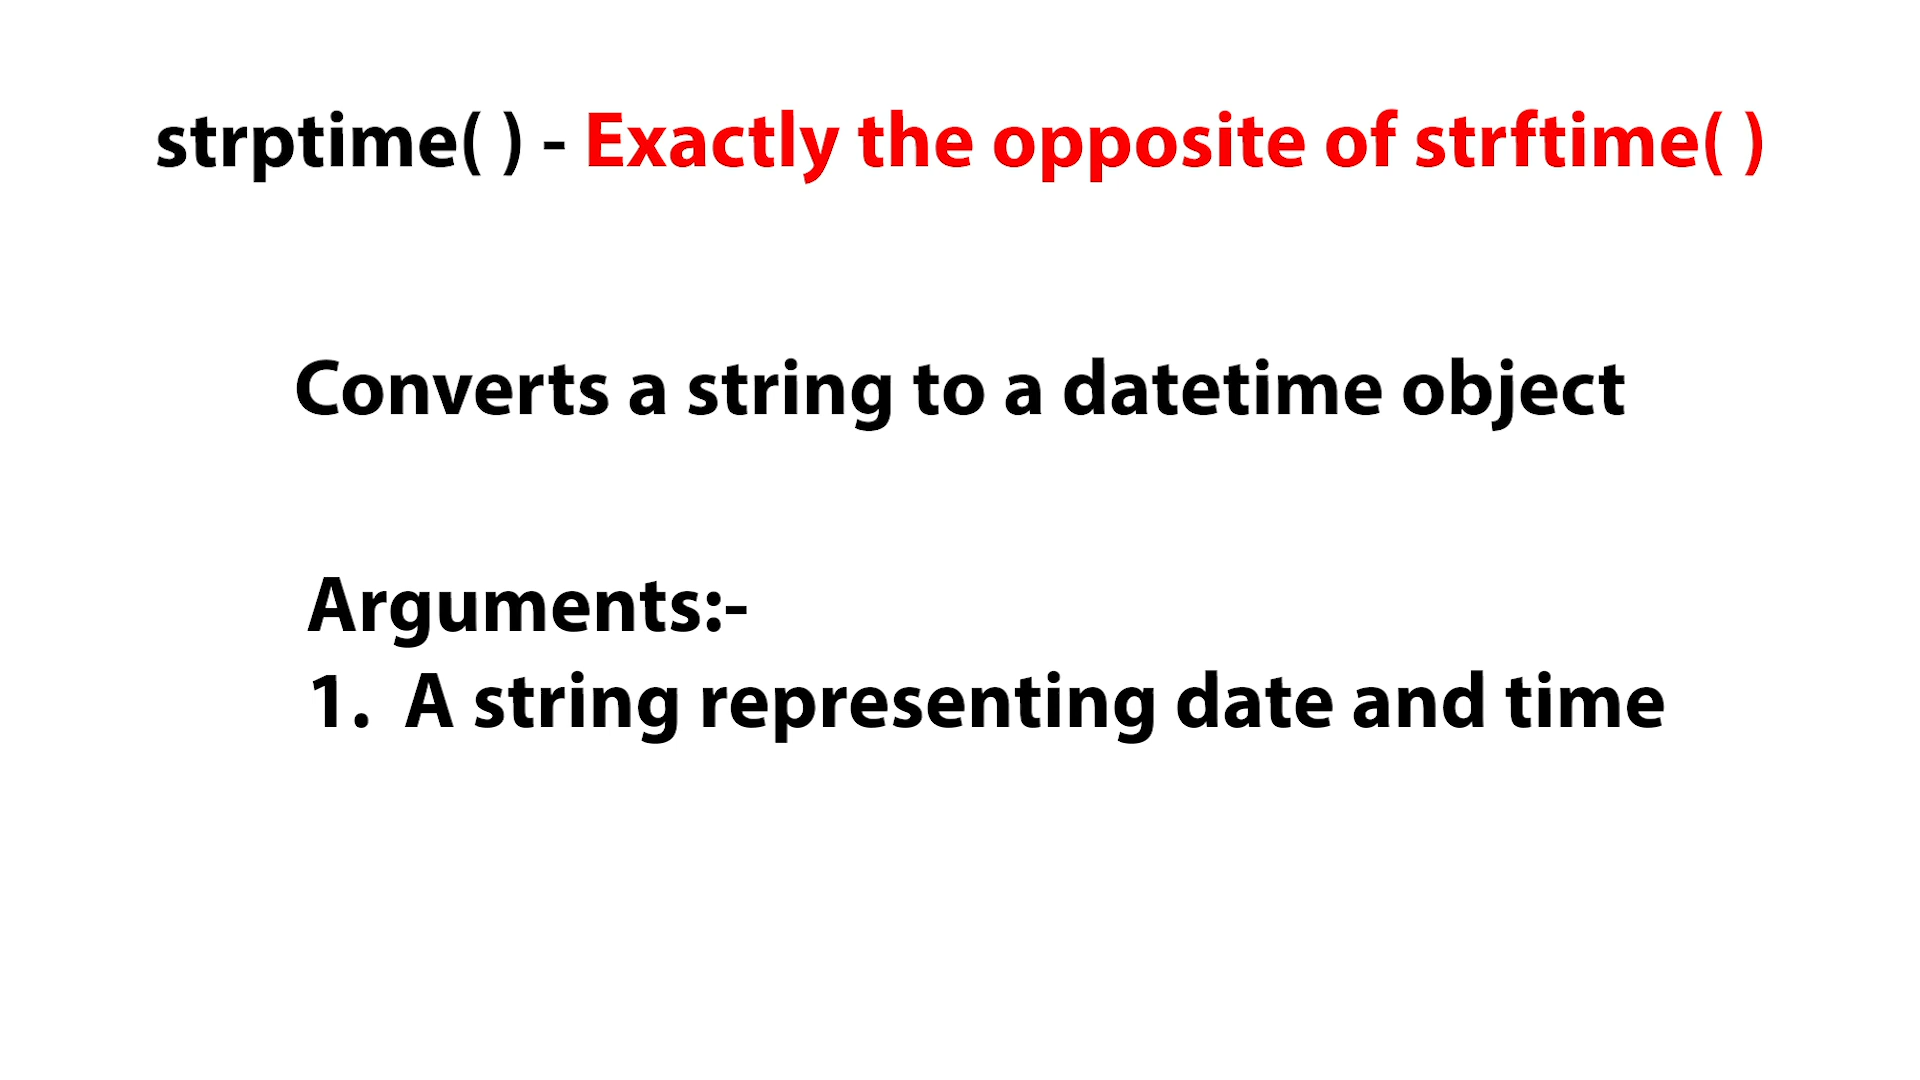 strptime( ) - Exactly the opposite of strftime( )
Converts a string to a datetime object
Arguments:-
1. A string representing date and time